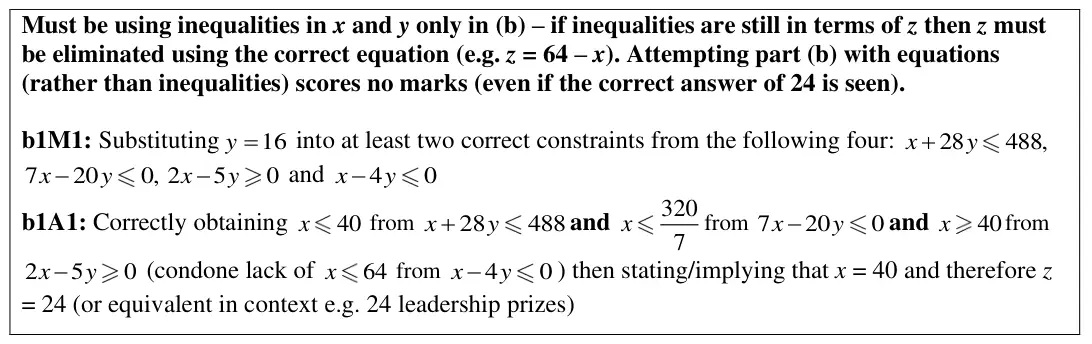 Must be using inequalities in x and y only in (b) – if inequalities are still in terms of z then z must
be eliminated using the correct equation (e.g. z = 64 – x). Attempting part (b) with equations
(rather than inequalities) scores no marks (even if the correct answer of 24 is seen).
b1M1: Substituting y = 16 into at least two correct constraints from the following four: x + 28y ⩽ 488,
7x − 20y ⩽ 0, 2x − 5y ⩾ 0 and x − 4y ⩽ 0
b1A1: Correctly obtaining x ⩽ 40 from x + 28y ⩽ 488 and x ⩽ 320/7 from 7x − 20y ⩽ 0 and x ⩾ 40 from
2x − 5y ⩾ 0 (condone lack of x ⩽ 64 from x − 4y ⩽ 0 ) then stating/implying that x = 40 and therefore z
= 24 (or equivalent in context e.g. 24 leadership prizes)